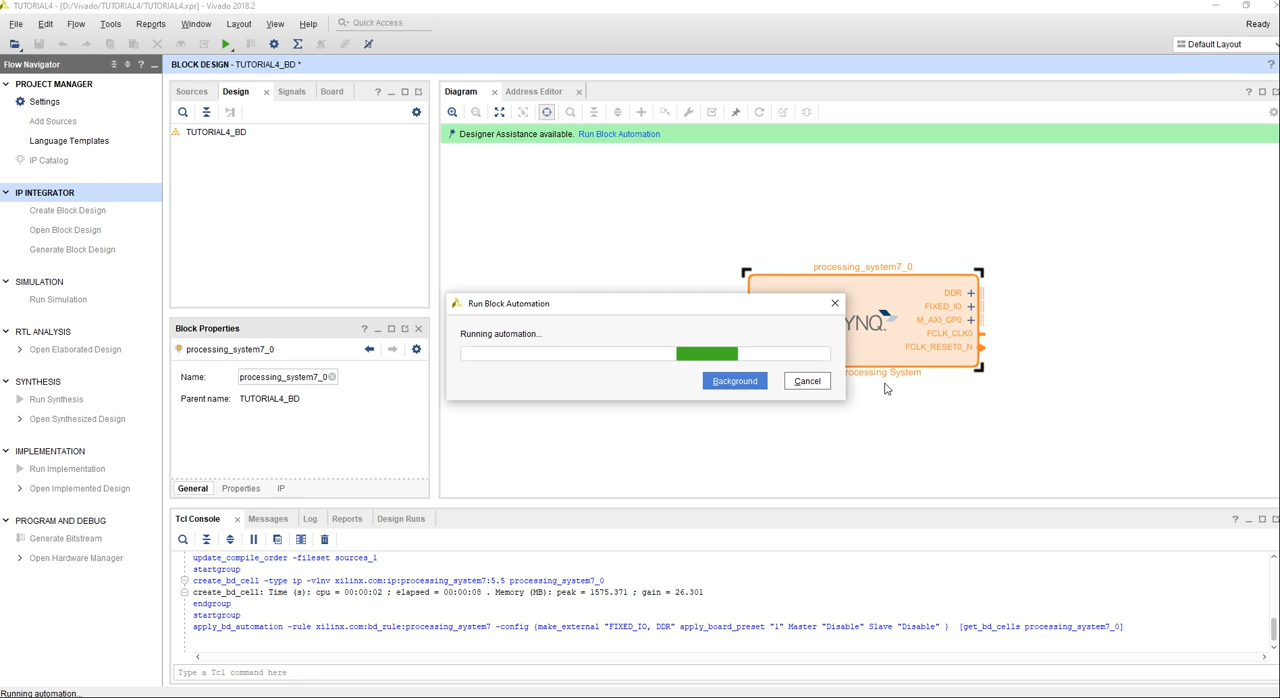 TUTORIAL4 - [D:/Vivado/TUTORIAL4/TUTORIAL4.xpr] - Vivado 2018.2
File Edit Flow Tools Reports Window Layout View Help Quick Access Ready
Default Layout
Flow Navigator
PROJECT MANAGER
Settings
Add Sources
Language Templates
IP Catalog
IP INTEGRATOR
Create Block Design
Open Block Design
Generate Block Design
SIMULATION
Run Simulation
RTL ANALYSIS
Open Elaborated Design
SYNTHESIS
Run Synthesis
Open Synthesized Design
IMPLEMENTATION
Run Implementation
Open Implemented Design
PROGRAM AND DEBUG
Generate Bitstream
Open Hardware Manager
BLOCK DESIGN - TUTORIAL4_BD *
Sources Design Signals Board
TUTORIAL4_BD
Block Properties
processing_system7_0
Name: processing_system7_0
Parent name: TUTORIAL4_BD
General Properties IP
Diagram Address Editor
Designer Assistance available. Run Block Automation
processing_system7_0
DDR
FIXED_IO
M_AXI_GP0
FCLK_CLK0
FCLK_RESET0_N
YNQ
rocessing System
Run Block Automation
Running automation...
Background Cancel
Tcl Console Messages Log Reports Design Runs
update_compile_order -fileset sources_1
startgroup
create_bd_cell -type ip -vlnv xilinx.com:ip:processing_system7:5.5 processing_system7_0
create_bd_cell: Time (s): cpu = 00:00:02 ; elapsed = 00:00:08 . Memory (MB): peak = 1575.371 ; gain = 26.301
endgroup
startgroup
apply_bd_automation -rule xilinx.com:bd_rule:processing_system7 -config {make_external "FIXED_IO, DDR" apply_board_preset "1" Master "Disable" Slave "Disable" } [get_bd_cells processing_system7_0]
Type a Tcl command here
Running automation...